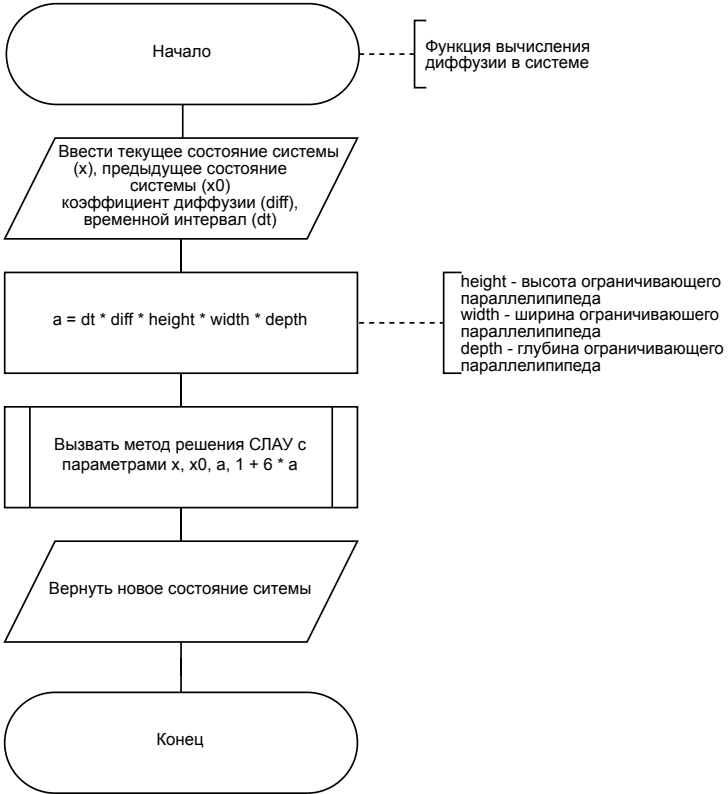 Начало
Функция вычисления
диффузии в системе
Ввести текущее состояние системы
(x), предыдущее состояние
системы (x0)
коэффициент диффузии (diff),
временной интервал (dt)
a = dt * diff * height * width * depth
height - высота ограничивающего
параллелипипеда
width - ширина ограничиваюшего
параллелипипеда
depth - глубина ограничивающего
параллелипипеда
Вызвать метод решения СЛАУ с
параметрами x, x0, a, 1 + 6 * a
Вернуть новое состояние ситемы
Конец